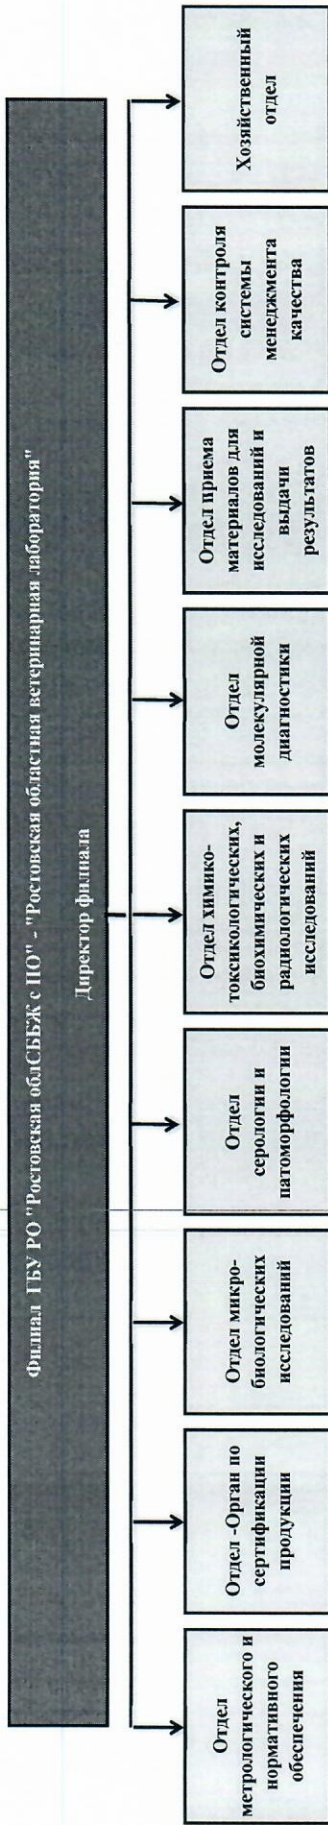 Филиал ГБУ РО "Ростовская облСББЖ с ПО" - "Ростовская областная ветеринарная лаборатория"
Директор филиала
Отдел
метрологического и
нормативного
обеспечения
Отдел -Орган по
сертификации
продукции
Отдел микро-
биологических
исследований
Отдел
серологии и
патоморфологии
Отдел химико-
токсикологических,
биохимических и
радиологических
исследований
Отдел
молекулярной
диагностики
Отдел приема
материалов для
исследований и
выдачи
результатов
Отдел контроля
системы
менеджмента
качества
Хозяйственный
отдел